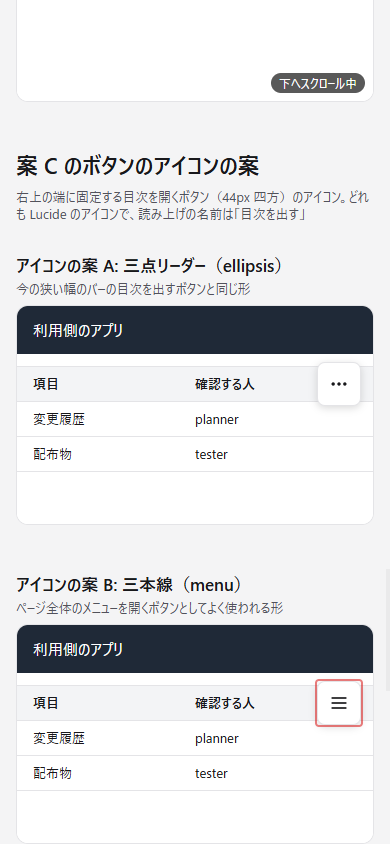 下へスクロール中
案 C のボタンのアイコンの案
右上の端に固定する目次を開くボタン（44px 四方）のアイコン。どれ
も Lucide のアイコンで、読み上げの名前は「目次を出す」
アイコンの案 A: 三点リーダー（ellipsis）
今の狭い幅のバーの目次を出すボタンと同じ形
利用側のアプリ
項目 確認する人
変更履歴 planner
配布物 tester
アイコンの案 B: 三本線（menu）
ページ全体のメニューを開くボタンとしてよく使われる形
利用側のアプリ
項目 確認する人
変更履歴 planner
配布物 tester